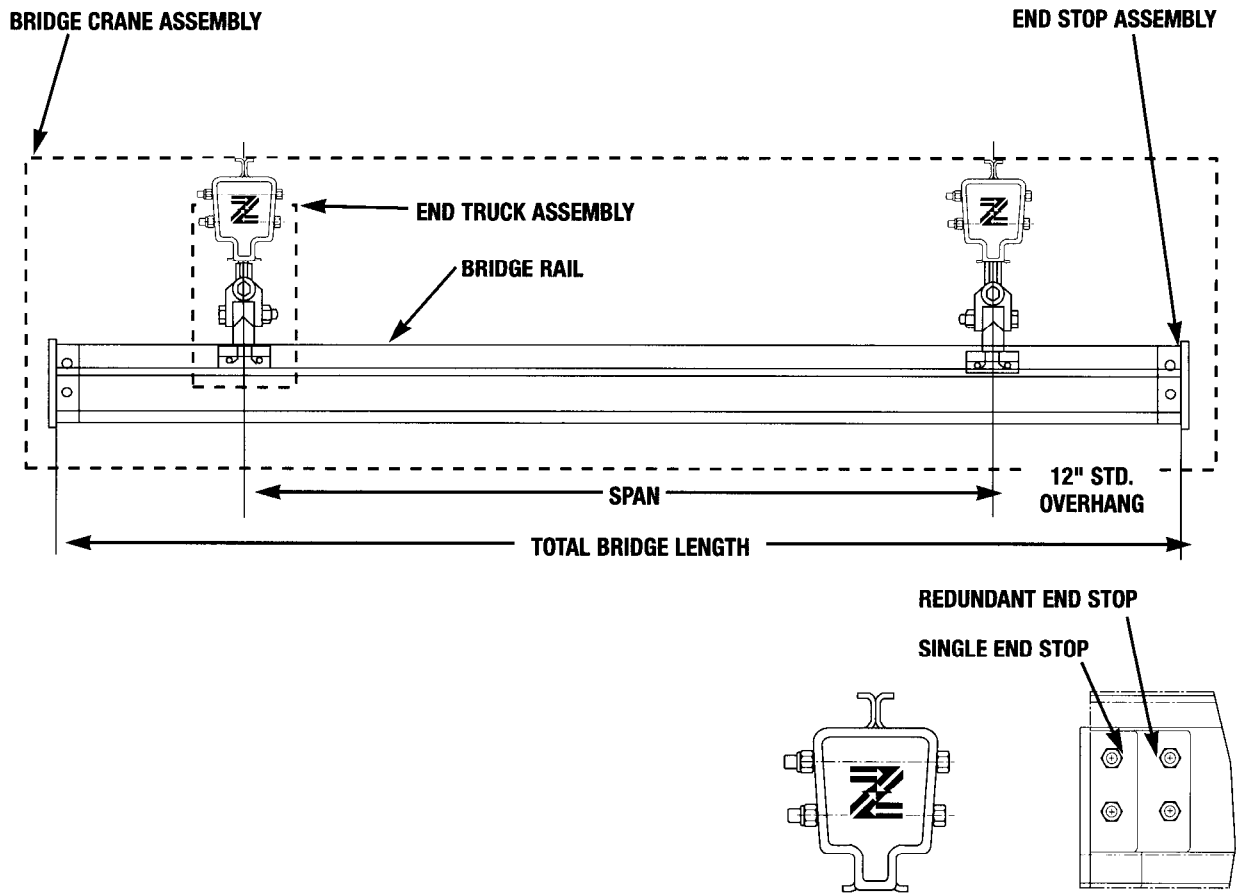 BRIDGE CRANE ASSEMBLY
END STOP ASSEMBLY
END TRUCK ASSEMBLY
BRIDGE RAIL
12" STD.
OVERHANG
SPAN
TOTAL BRIDGE LENGTH
REDUNDANT END STOP
SINGLE END STOP